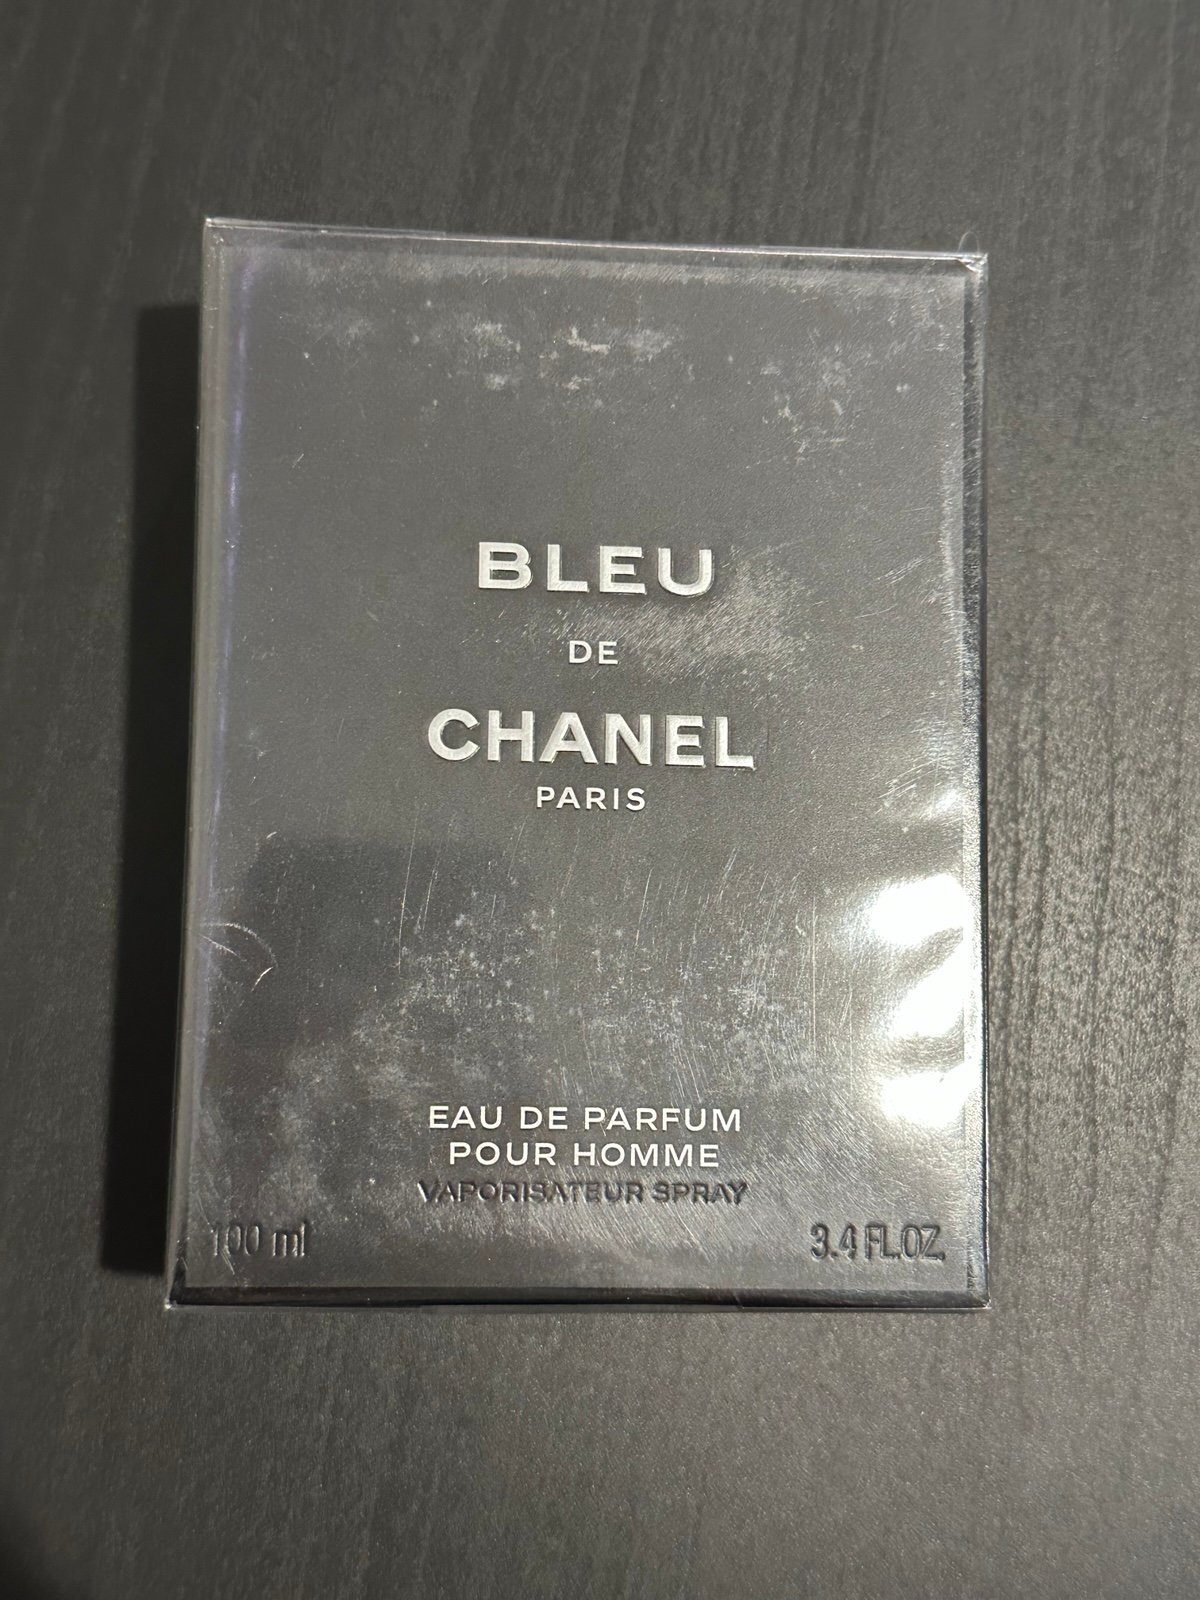 BLEU
DE
CHANEL
PARIS
EAU DE PARFUM
POUR HOMME
VAPORISATEUR SPRAY
100 ml 3.4 FL.OZ.